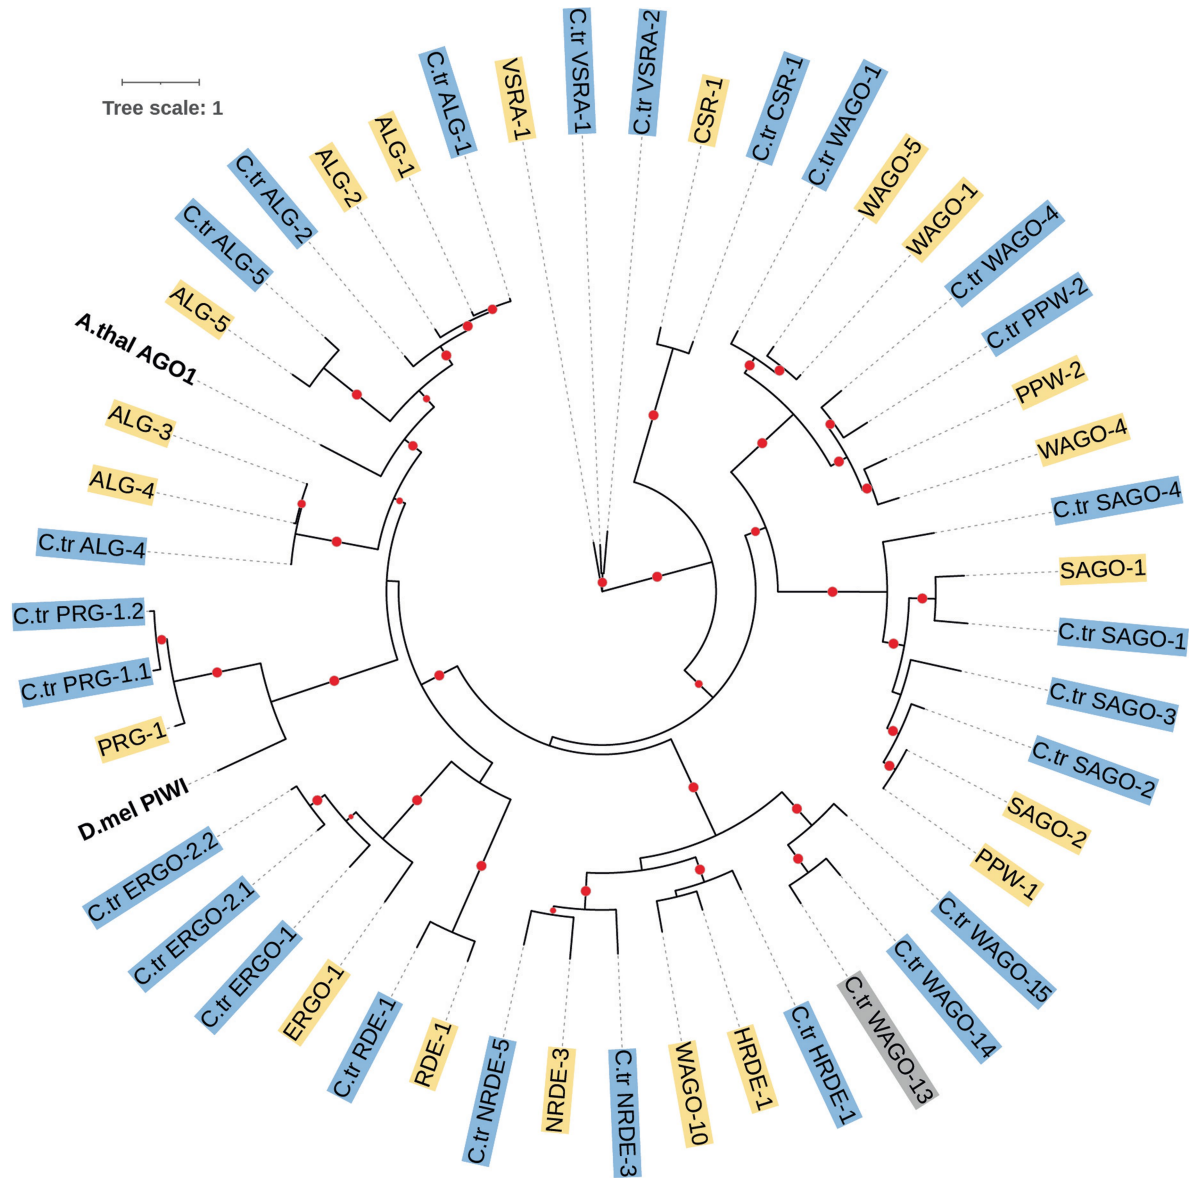 Tree scale: 1
VSRA-1
C.tr VSRA-1
C.tr VSRA-2
CSR-1
C.tr CSR-1
C.tr WAGO-1
WAGO-5
WAGO-1
C.tr WAGO-4
C.tr PPW-2
PPW-2
WAGO-4
C.tr SAGO-4
SAGO-1
C.tr SAGO-1
C.tr SAGO-3
C.tr SAGO-2
SAGO-2
PPW-1
C.tr WAGO-15
C.tr WAGO-14
C.tr WAGO-13
C.tr HRDE-1
HRDE-1
WAGO-10
C.tr NRDE-3
NRDE-3
C.tr NRDE-5
RDE-1
C.tr RDE-1
ERGO-1
C.tr ERGO-1
C.tr ERGO-2.1
C.tr ERGO-2.2
D.mel PIWI
PRG-1
C.tr PRG-1.1
C.tr PRG-1.2
C.tr ALG-4
ALG-4
ALG-3
A.thal AGO1
ALG-5
C.tr ALG-5
C.tr ALG-2
ALG-2
ALG-1
C.tr ALG-1